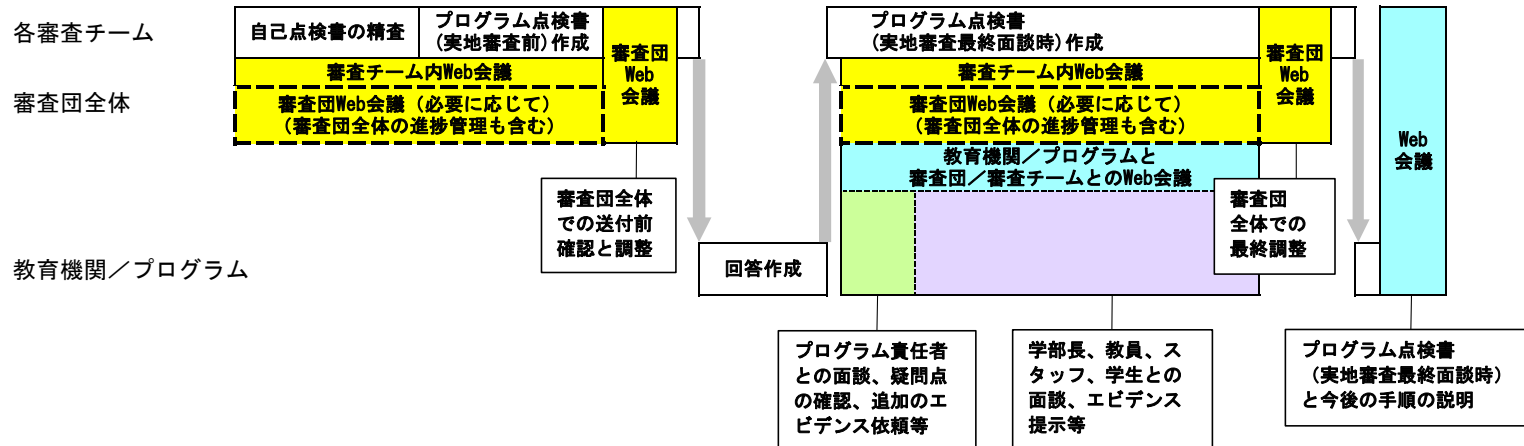 各審査チーム
審査団全体
教育機関／プログラム
自己点検書の精査
プログラム点検書
(実地審査前)作成
審査団
Web
会議
審査チーム内Web会議
審査団Web会議（必要に応じて）
（審査団全体の進捗管理も含む）
審査団全体
での送付前
確認と調整
回答作成
プログラム点検書
(実地審査最終面談時)作成
審査チーム内Web会議
審査団Web会議（必要に応じて）
（審査団全体の進捗管理も含む）
教育機関／プログラムと
審査団／審査チームとのWeb会議
審査団
Web
会議
審査団
全体での
最終調整
Web
会議
プログラム責任者
との面談、疑問点
の確認、追加のエ
ビデンス依頼等
学部長、教員、ス
タッフ、学生との
面談、エビデンス
提示等
プログラム点検書
（実地審査最終面談時）
と今後の手順の説明